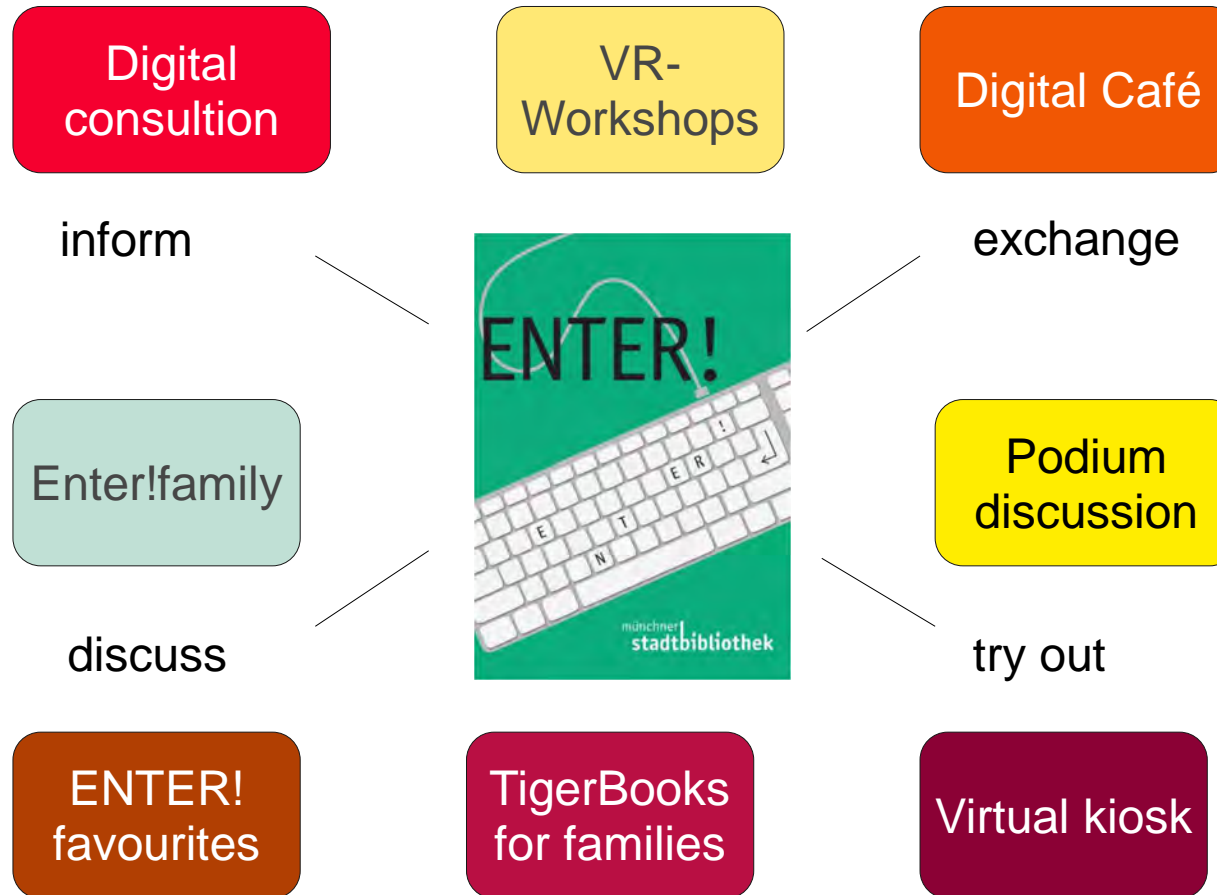 Digital
consultion
VR-
Workshops
Digital Café
inform
exchange
ENTER!
E N T E R !
münchner
stadtbibliothek
Enter!family
Podium
discussion
discuss
try out
ENTER!
favourites
TigerBooks
for families
Virtual kiosk